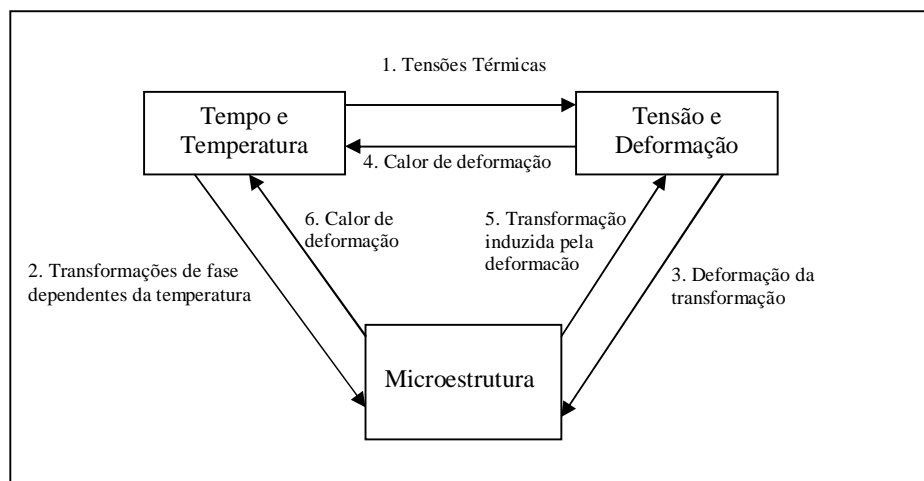 1. Tensões Térmicas
Tempo e
Temperatura
Tensão e
Deformação
4. Calor de deformação
6. Calor de
deformação
5. Transformação
induzida pela
deformacão
2. Transformações de fase
dependentes da temperatura
3. Deformação da
transformação
Microestrutura